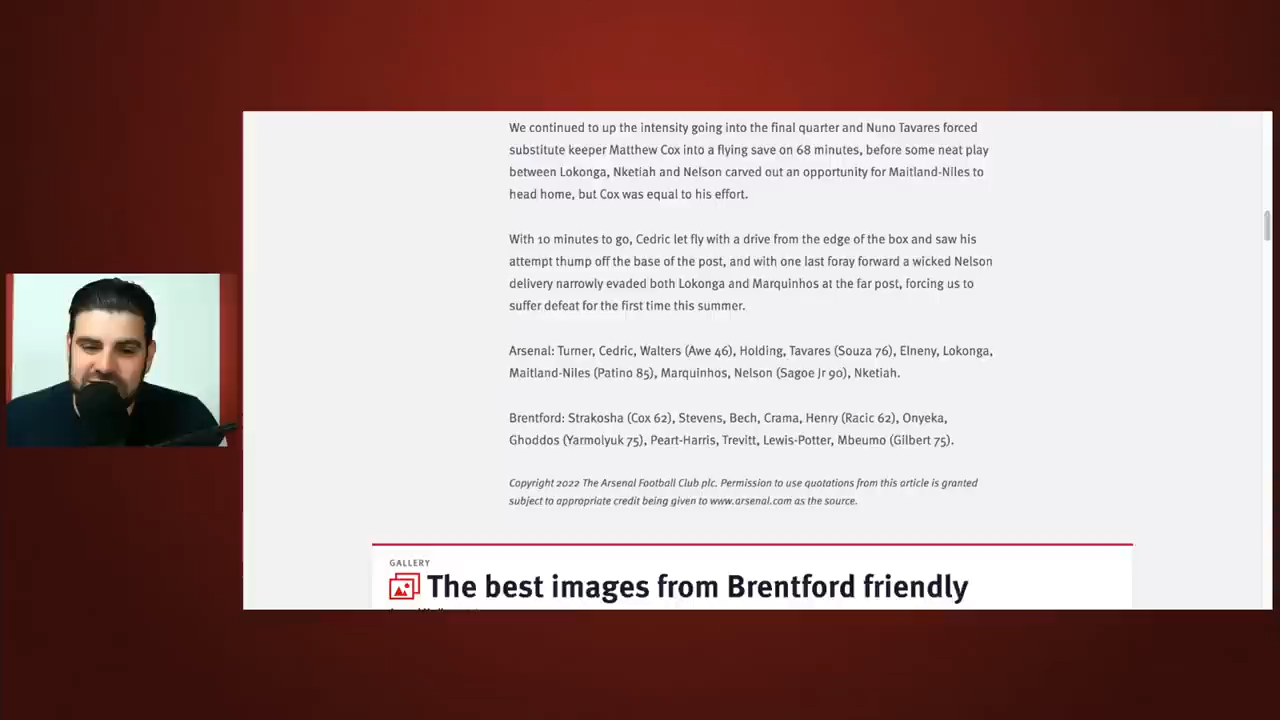 We continued to up the intensity going into the final quarter and Nuno Tavares forced
substitute keeper Matthew Cox into a flying save on 68 minutes, before some neat play
between Lokonga, Nketiah and Nelson carved out an opportunity for Maitland-Niles to
head home, but Cox was equal to his effort.
With 10 minutes to go, Cedric let fly with a drive from the edge of the box and saw his
attempt thump off the base of the post, and with one last foray forward a wicked Nelson
delivery narrowly evaded both Lokonga and Marquinhos at the far post, forcing us to
suffer defeat for the first time this summer.
Arsenal: Turner, Cedric, Walters (Awe 46), Holding, Tavares (Souza 76), Elneny, Lokonga,
Maitland-Niles (Patino 85), Marquinhos, Nelson (Sagoe Jr 90), Nketiah.
Brentford: Strakosha (Cox 62), Stevens, Bech, Crama, Henry (Racic 62), Onyeka,
Ghoddos (Yarmolyuk 75), Peart-Harris, Trevitt, Lewis-Potter, Mbeumo (Gilbert 75).
Copyright 2022 The Arsenal Football Club plc. Permission to use quotations from this article is granted
subject to appropriate credit being given to www.arsenal.com as the source.
GALLERY
The best images from Brentford friendly